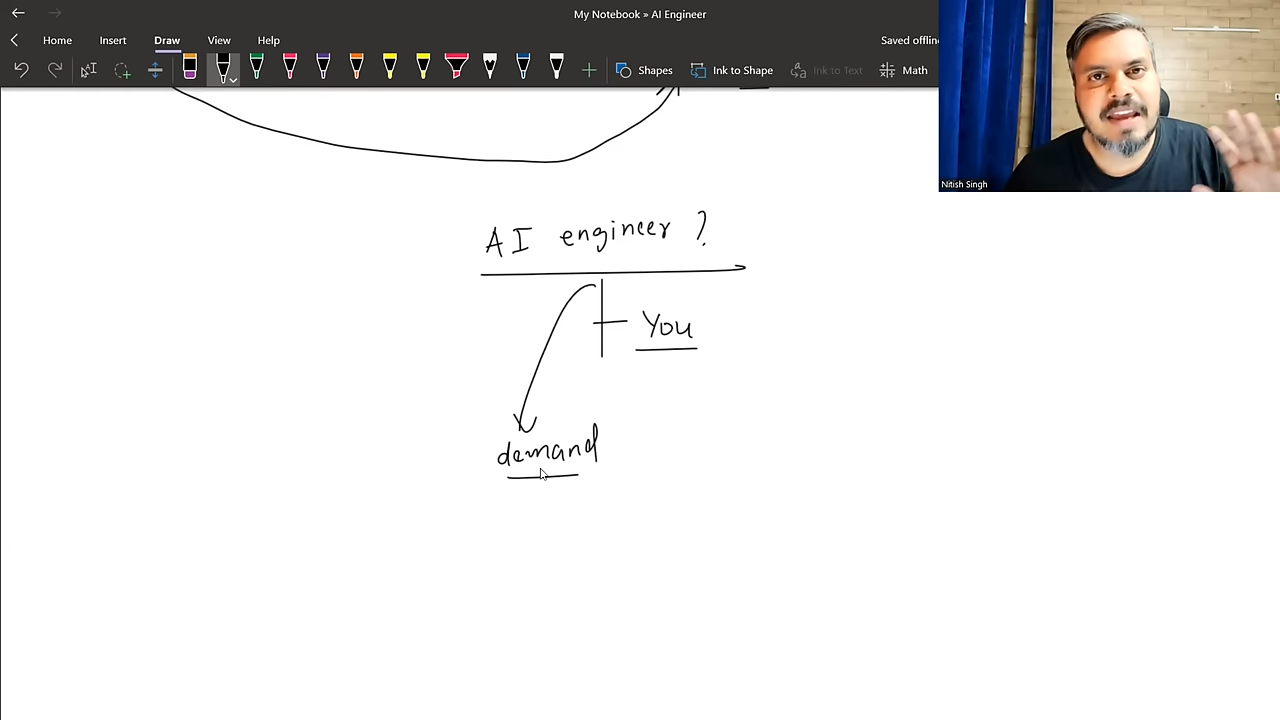 My Notebook » AI Engineer
Home Insert Draw View Help Saved offlin
Shapes Ink to Shape Ink to Text Math
Nitish Singh
AI engineer ?
You
demand